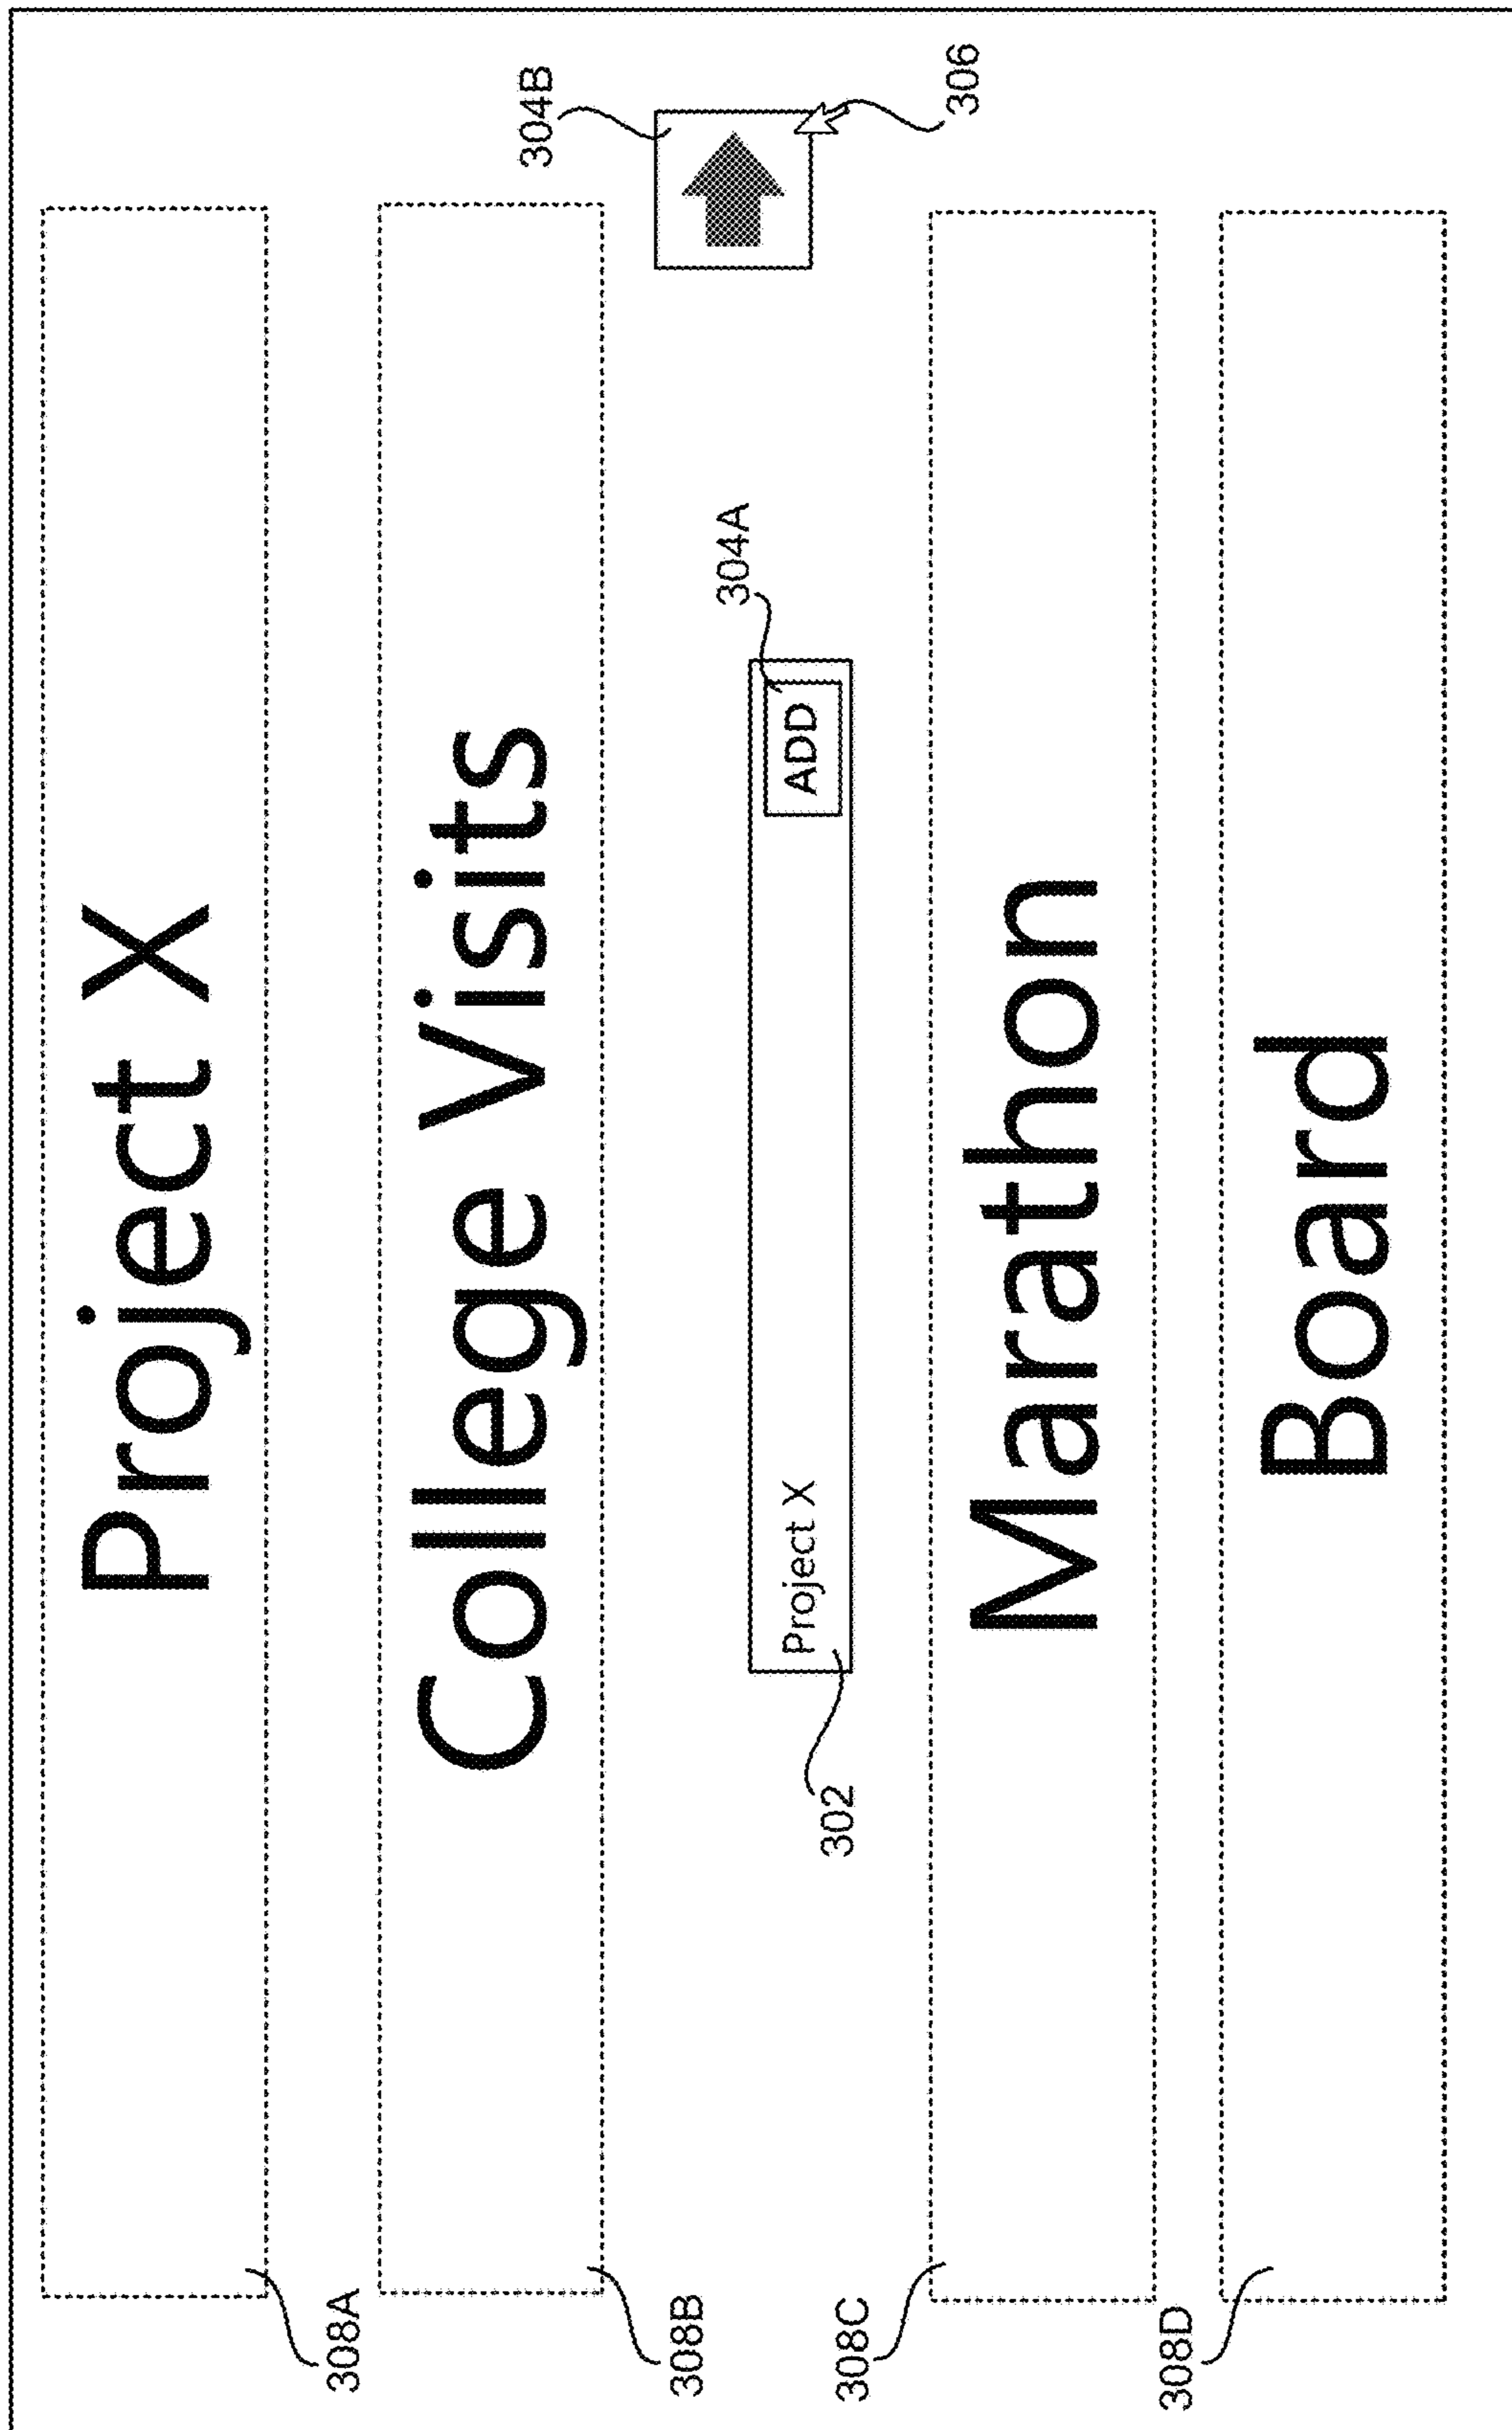 Project X
308A
College Visits
308B
304B
304A
Project X ADD
302
306
Marathon
308C
Board
308D